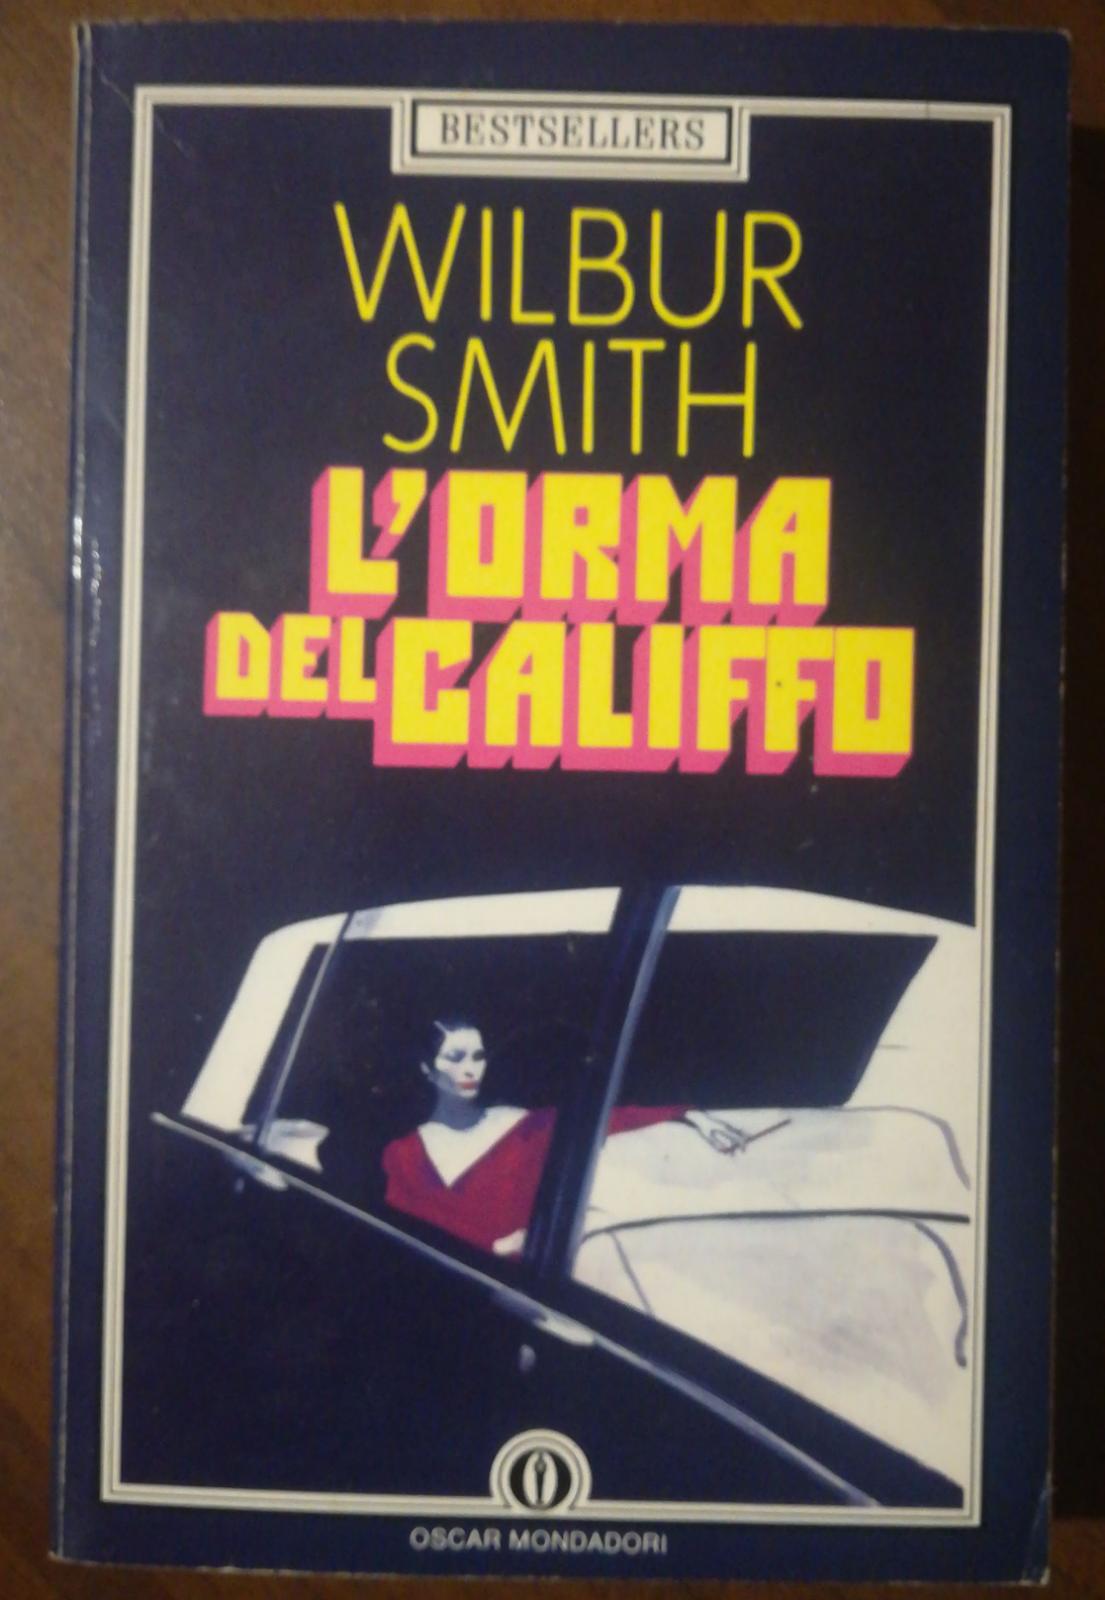 BESTSELLERS
WILBUR
SMITH
L'ORMA
DEL CALIFFO
OSCAR MONDADORI